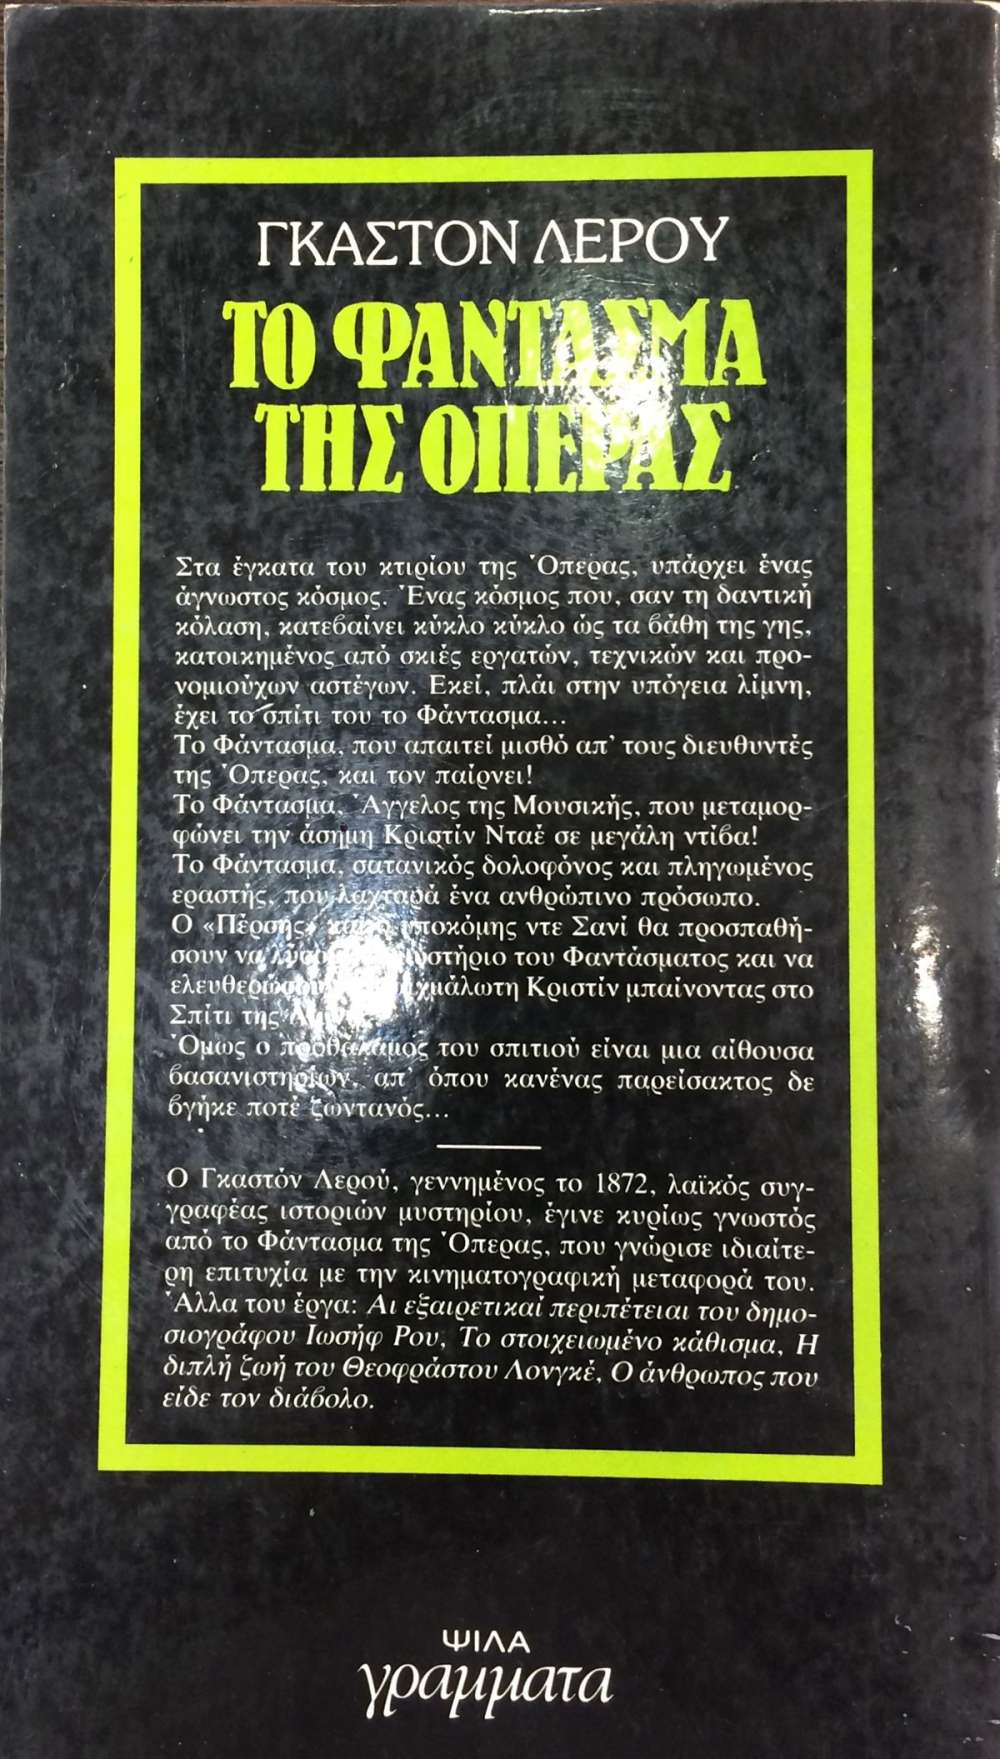 ΓΚΑΣΤΟΝ ΛΕΡΟΥ
ΤΟ ΦΑΝΤΑΣΜΑ
ΤΗΣ ΟΠΕΡΑΣ
Στα έγκατα του κτιρίου της Όπερας, υπάρχει ένας
άγνωστος κόσμος. Ένας κόσμος που, σαν τη δαντική
κόλαση, κατεβαίνει κύκλο κύκλο ώς τα βάθη της γης,
κατοικημένος από σκιές εργατών, τεχνικών και προ-
νομιούχων αστέγων. Εκεί, πλάι στην υπόγεια λίμνη,
έχει το σπίτι του το Φάντασμα...
Το Φάντασμα, που απαιτεί μισθό απ' τους διευθυντές
της Όπερας, και τον παίρνει!
Το Φάντασμα, Άγγελος της Μουσικής, που μεταμορ-
φώνει την άσημη Κριστίν Νταέ σε μεγάλη ντίβα!
Το Φάντασμα, σατανικός δολοφόνος και πληγωμένος
εραστής, που λαχταρά ένα ανθρώπινο πρόσωπο.
Ο «Πέρσης» και ο υποκόμης ντε Σανί θα προσπαθή-
σουν να μυστήριο του Φαντάσματος και να
Κριστίν μπαίνοντας στο
Σπίτι της
Όμως ο προθάλαμος του σπιτιού είναι μια αίθουσα
βασανιστηρίων, απ' όπου κανένας παρείσακτος δε
βγήκε ποτέ ζωντανός...
Ο Γκαστόν Λερού, γεννημένος το 1872, λαϊκός συγ-
γραφέας ιστοριών μυστηρίου, έγινε κυρίως γνωστός
από το Φάντασμα της Όπερας, που γνώρισε ιδιαίτε-
ρη επιτυχία με την κινηματογραφική μεταφορά του.
Άλλα του έργα: Αι εξαιρετικαί περιπέτειαι του δημο-
σιογράφου Ιωσήφ Ρου, Το στοιχειωμένο κάθισμα, Η
διπλή ζωή του Θεοφράστου Λονγκέ, Ο άνθρωπος που
είδε τον διάβολο.
ΨΙΛΑ
γραμματα